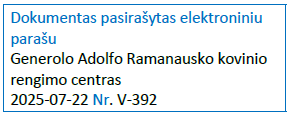 Dokumentas pasirašytas elektroniniu
parašu
Generolo Adolfo Ramanausko kovinio
rengimo centras
2025-07-22 Nr. V-392